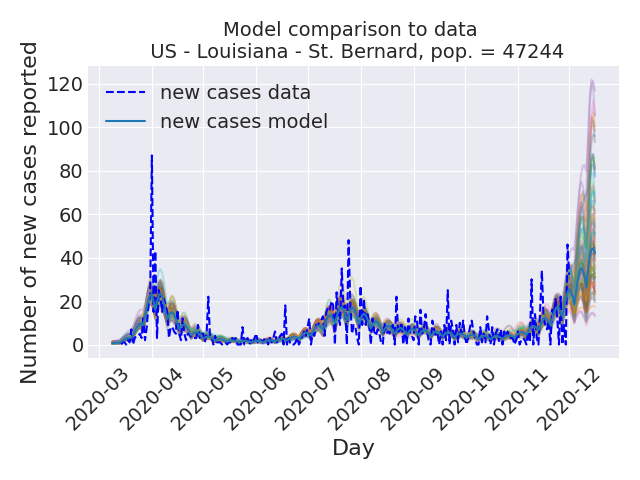 Model comparison to data
US - Louisiana - St. Bernard, pop. = 47244
Number of new cases reported
120
100
80
60
40
20
0
new cases data
new cases model
2020-03
2020-04
2020-05
2020-06
2020-07
2020-08
2020-09
2020-10
2020-11
2020-12
Day